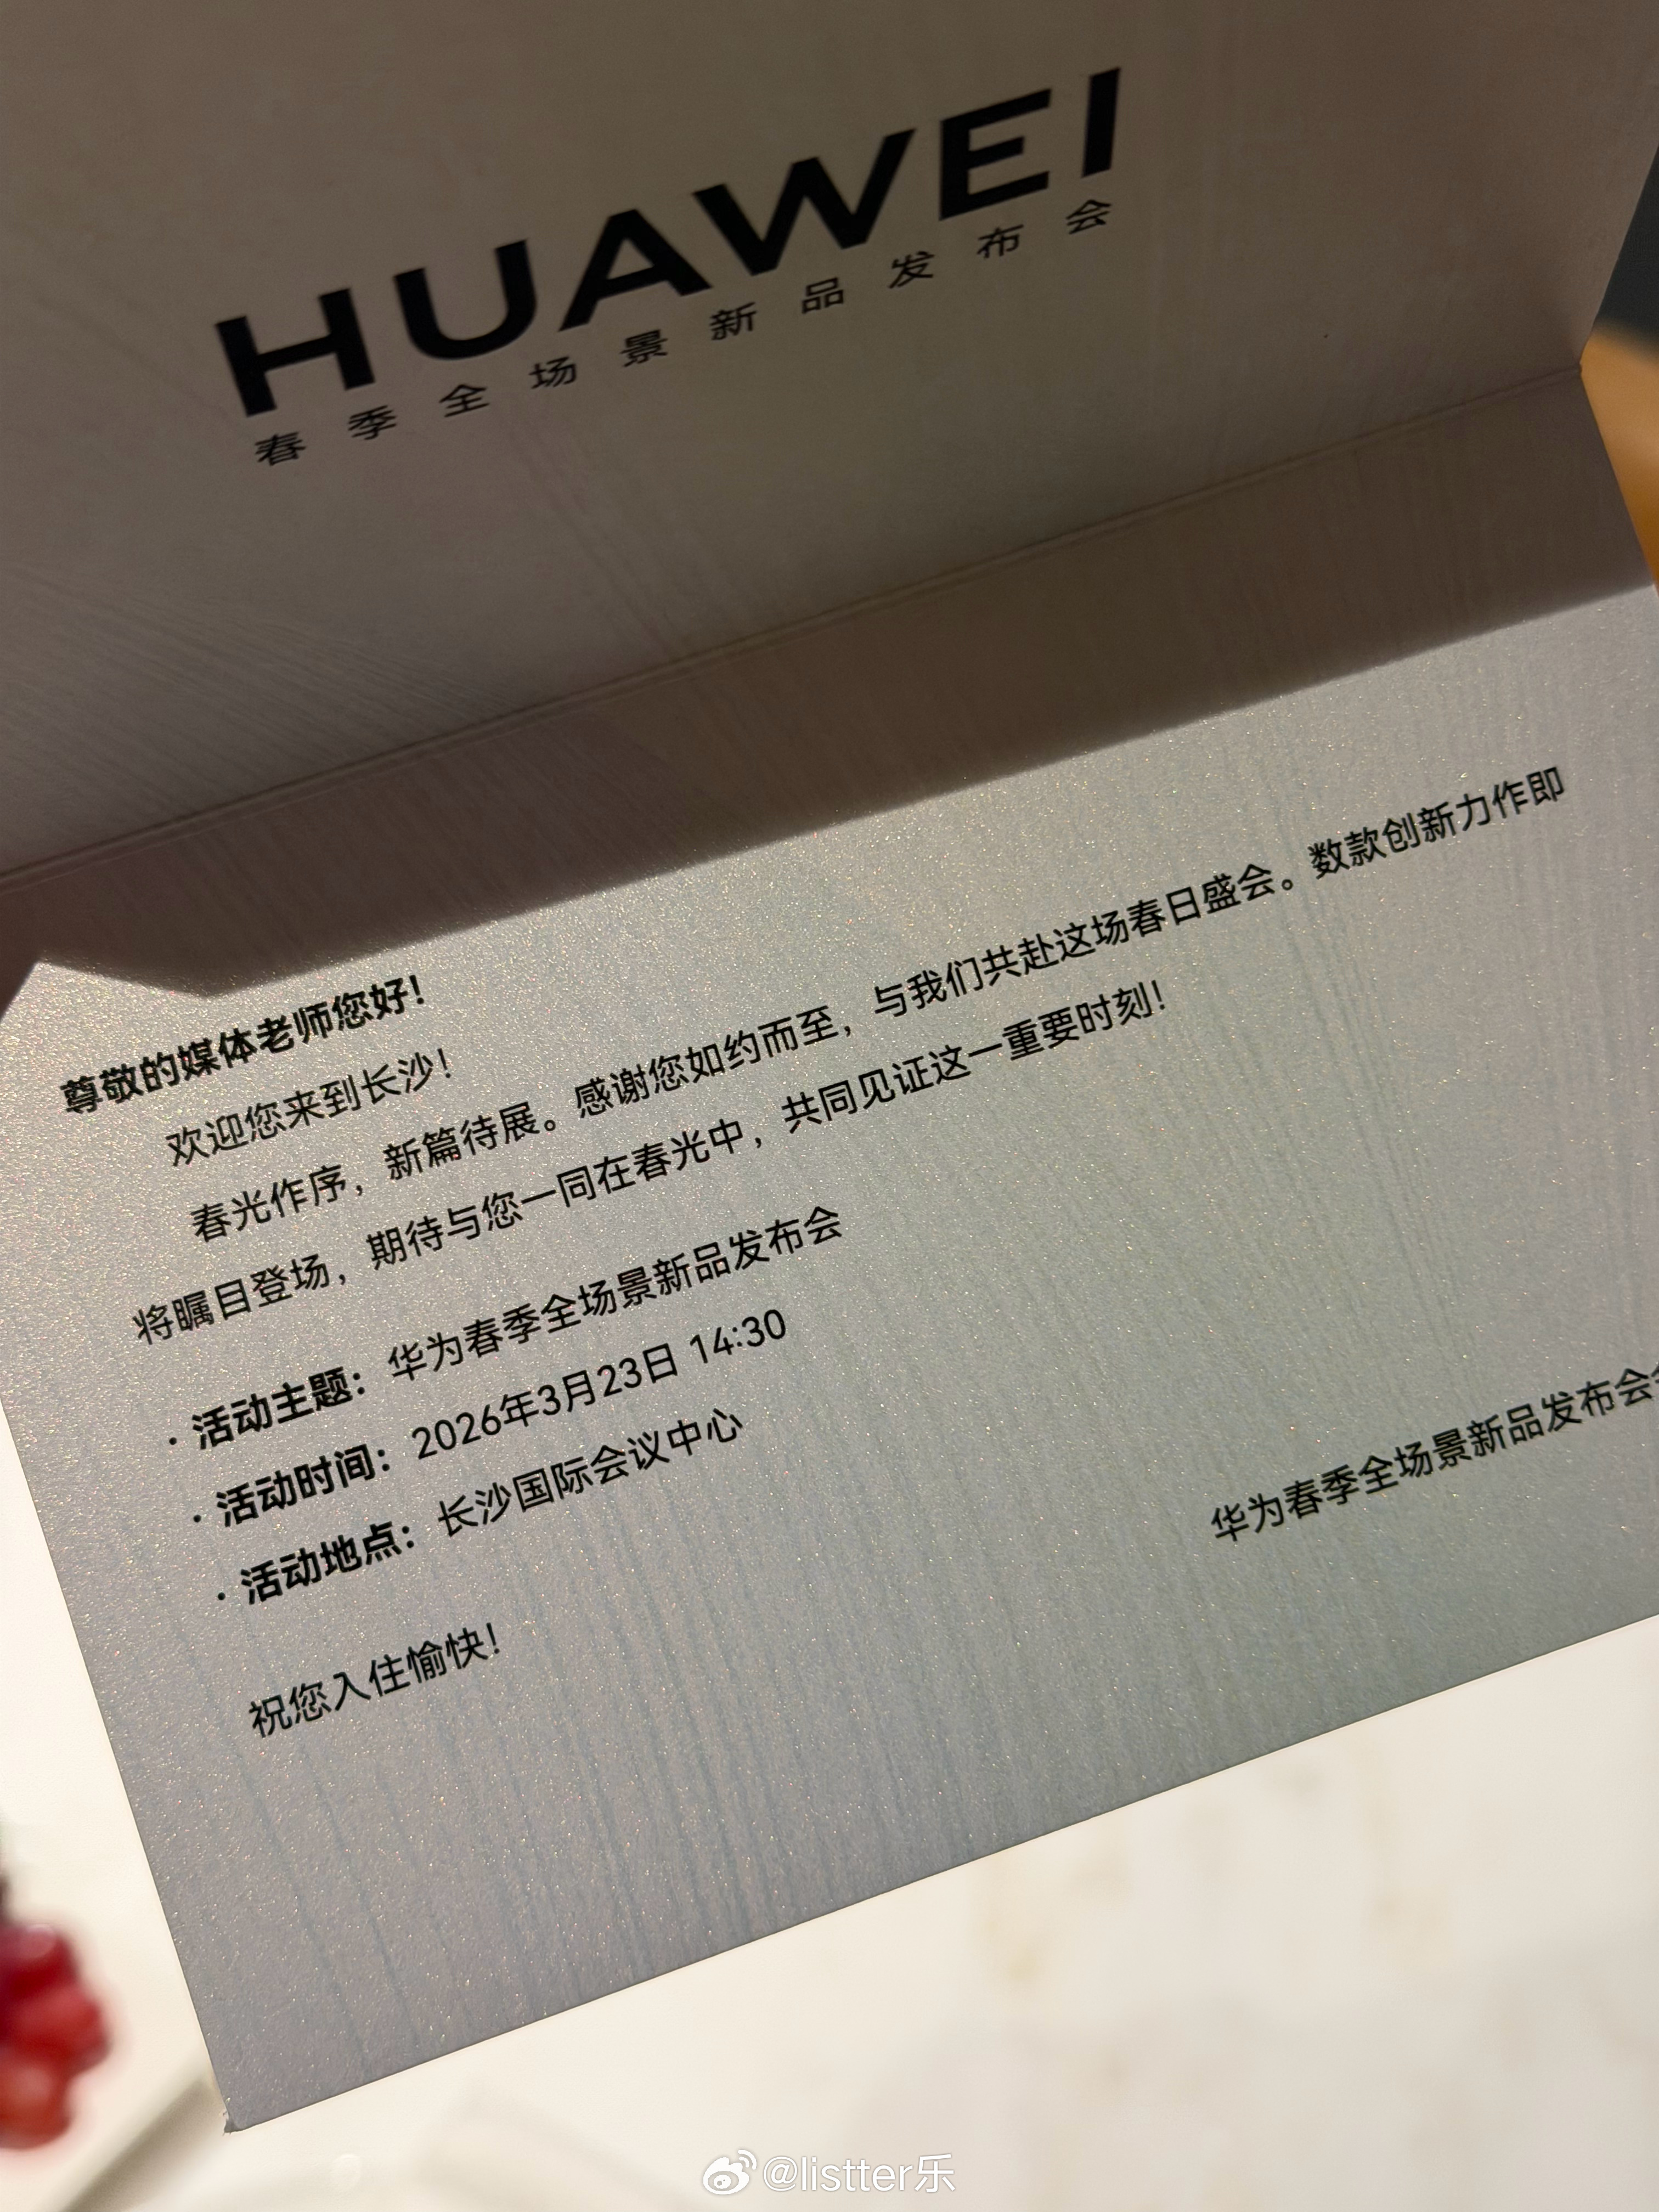 HUAWEI
春季全场景新品发布会
尊敬的媒体老师您好！
欢迎您来到长沙！
春光作序，新篇待展。感谢您如约而至，与我们共赴这场春日盛会。数款创新力作即
将瞩目登场，期待与您一同在春光中，共同见证这一重要时刻！
· 活动主题：华为春季全场景新品发布会
· 活动时间：2026年3月23日 14:30
· 活动地点：长沙国际会议中心
华为春季全场景新品发布会
祝您入住愉快！
@listter乐